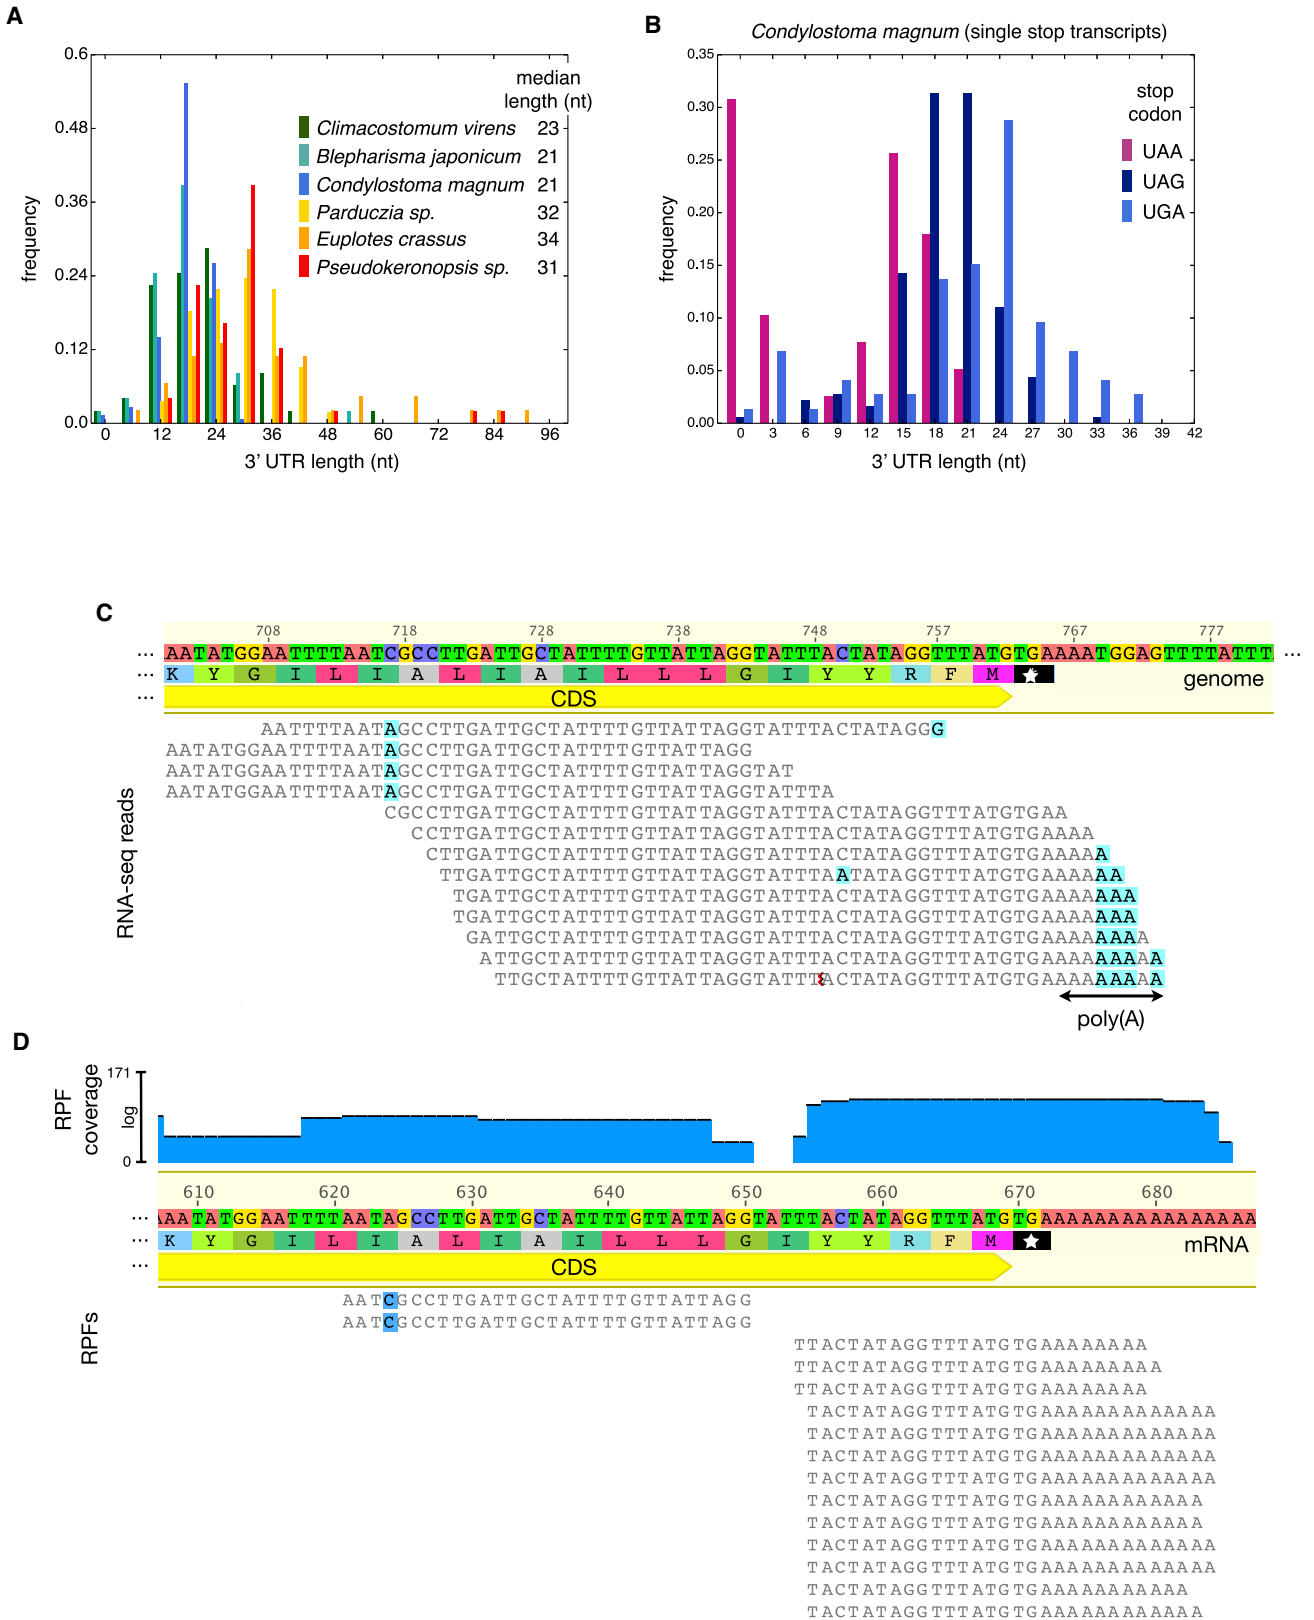 A
0.6
0.48
0.36
0.24
0.12
0.0
frequency
0 12 24 36 48 60 72 84 96
3’ UTR length (nt)
median
length (nt)
Climacostomum virens 23
Blepharisma japonicum 21
Condylostoma magnum 21
Parduczia sp. 32
Euplotes crassus 34
Pseudokeronopsis sp. 31
B
Condylostoma magnum (single stop transcripts)
0.35
0.30
0.25
0.20
0.15
0.10
0.05
0.00
frequency
0 3 6 9 12 15 18 21 24 27 30 33 36 39 42
3’ UTR length (nt)
stop
codon
UAA
UAG
UGA
C
708 718 728 738 748 757 767 777
... AATATGGAATTTTAATCGCCTTGATTGCTATTTTGTTATTAGGTATTTACTATAGGTTTATGTGAAAATGGAGTTTTATTT ...
... K Y G I L I A L I A I L L L G I Y Y R F M genome
... CDS
RNA-seq reads
AATTTTAATAGCCTTGATTGCTATTTTGTTATTAGGTATTTACTATAGGG
AATATGGAATTTTAATAGCCTTGATTGCTATTTTGTTATTAGG
AATATGGAATTTTAATAGCCTTGATTGCTATTTTGTTATTAGGTAT
AATATGGAATTTTAATAGCCTTGATTGCTATTTTGTTATTAGGTATTTA
CGCCTTGATTGCTATTTTGTTATTAGGTATTTACTATAGGTTTATGTGAA
CCTTGATTGCTATTTTGTTATTAGGTATTTACTATAGGTTTATGTGAAAA
CTTGATTGCTATTTTGTTATTAGGTATTTACTATAGGTTTATGTGAAAAA
TTGATTGCTATTTTGTTATTAGGTATTTAATATAGGTTTATGTGAAAAAA
TGATTGCTATTTTGTTATTAGGTATTTACTATAGGTTTATGTGAAAAAAA
TGATTGCTATTTTGTTATTAGGTATTTACTATAGGTTTATGTGAAAAAAA
GATTGCTATTTTGTTATTAGGTATTTACTATAGGTTTATGTGAAAAAAAA
ATTGCTATTTTGTTATTAGGTATTTACTATAGGTTTATGTGAAAAAAAAA
TTGCTATTTTGTTATTAGGTATTTACTATAGGTTTATGTGAAAAAAAAA
poly(A)
D
RPF
coverage
171
log
0
610 620 630 640 650 660 670 680
... AATATGGAATTTTAATAGCCTTGATTGCTATTTTGTTATTAGGTATTTACTATAGGTTTATGTGAAAAAAAAAAAAAAAA
... K Y G I L I A L I A I L L L G I Y Y R F M mRNA
... CDS
RPFs
AATCGCCTTGATTGCTATTTTGTTATTAGG
AATCGCCTTGATTGCTATTTTGTTATTAGG
TTACTATAGGTTTATGTGAAAAAAAA
TTACTATAGGTTTATGTGAAAAAAAAA
TTACTATAGGTTTATGTGAAAAAAAA
TACTATAGGTTTATGTGAAAAAAAAAAAAA
TACTATAGGTTTATGTGAAAAAAAAAAAAA
TACTATAGGTTTATGTGAAAAAAAAAAAAA
TACTATAGGTTTATGTGAAAAAAAAAAAAA
TACTATAGGTTTATGTGAAAAAAAAAAAA
TACTATAGGTTTATGTGAAAAAAAAAAAA
TACTATAGGTTTATGTGAAAAAAAAAAAAA
TACTATAGGTTTATGTGAAAAAAAAAAAAA
TACTATAGGTTTATGTGAAAAAAAAAAA
TACTATAGGTTTATGTGAAAAAAAAAAAA